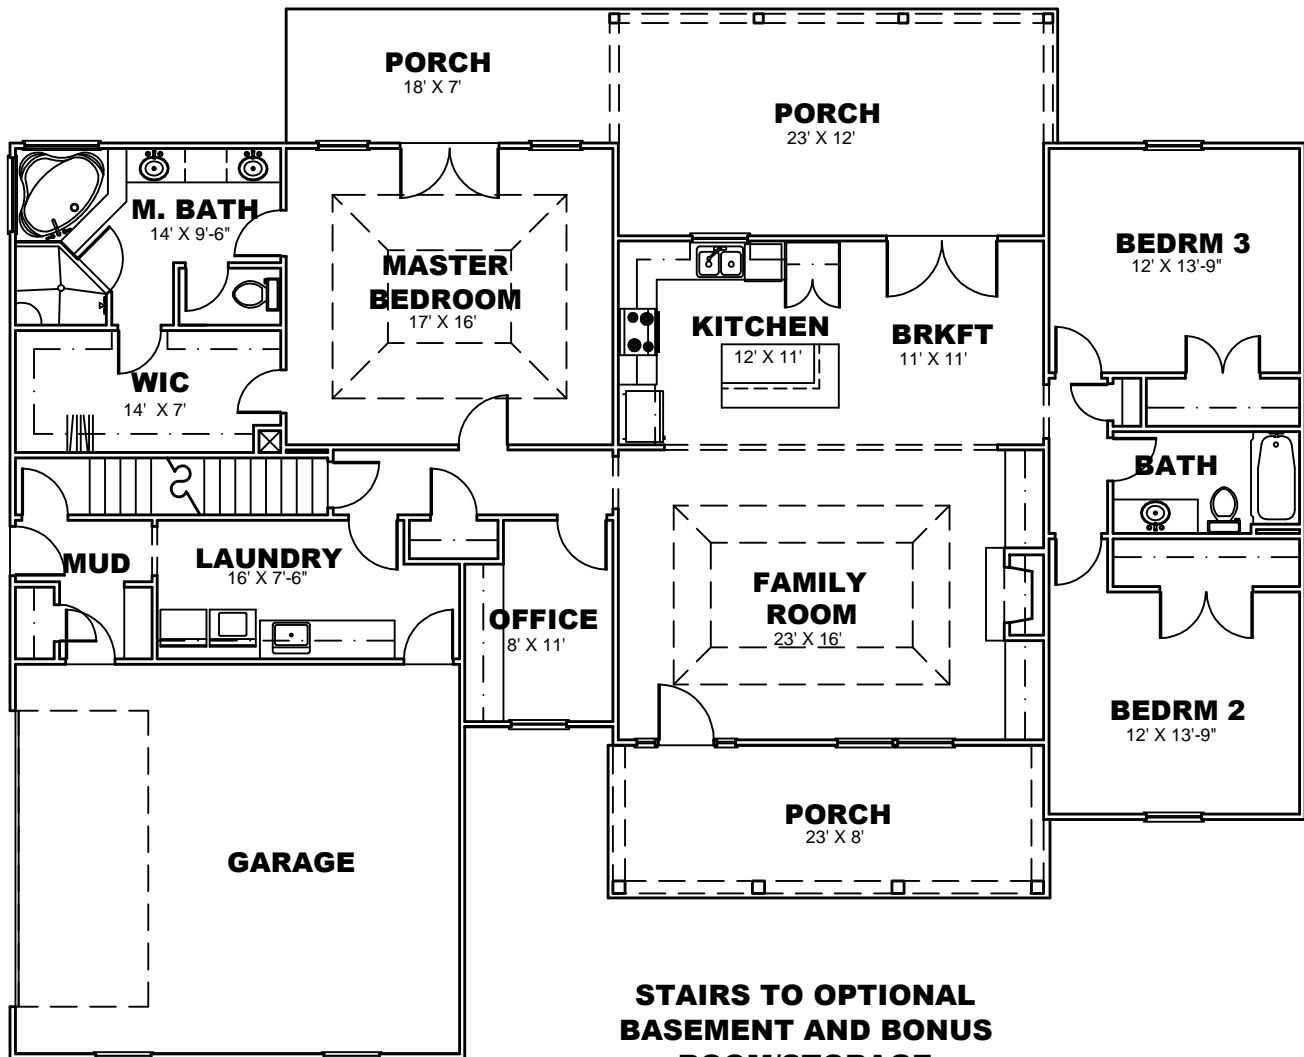 PORCH
18' X 7'
PORCH
23' X 12'
M. BATH
14' X 9'-6"
MASTER
BEDROOM
17' X 16'
BEDRM 3
12' X 13'-9"
KITCHEN
12' X 11'
BRKFT
11' X 11'
WIC
14' X 7'
BATH
MUD
LAUNDRY
16' X 7'-6"
OFFICE
8' X 11'
FAMILY
ROOM
23' X 16'
BEDRM 2
12' X 13'-9"
PORCH
23' X 8'
GARAGE
STAIRS TO OPTIONAL
BASEMENT AND BONUS
ROOM/STORAGE